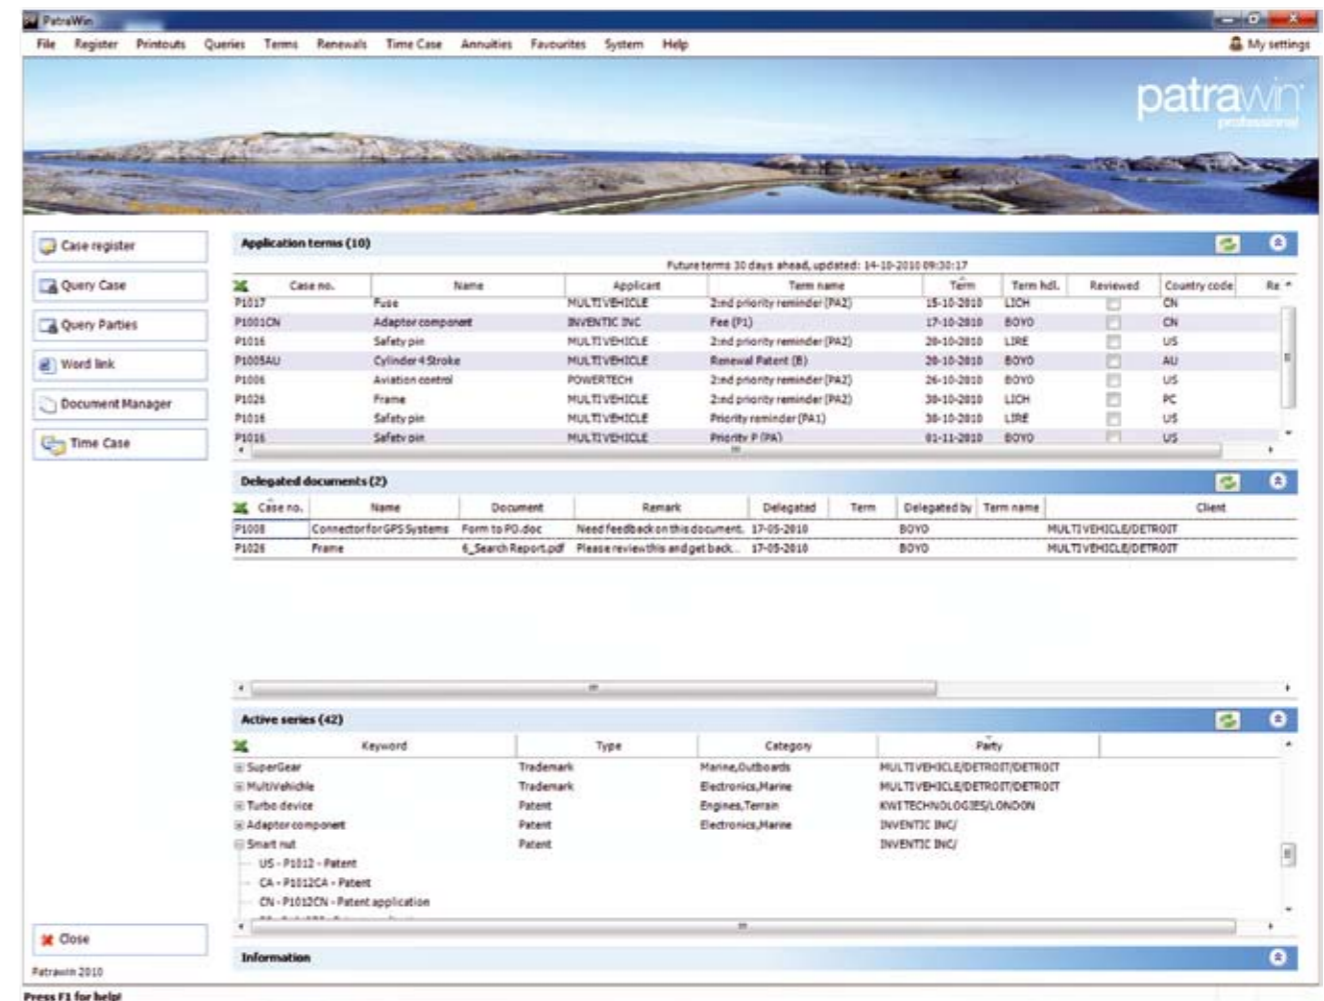 PatraWin
File Register Printouts Queries Terms Renewals Time Case Annuities Favourites System Help My settings
patrawin
professional
Case register
Query Case
Query Parties
Word link
Document Manager
Time Case
Application terms (10)
Future terms 30 days ahead, updated: 14-10-2010 09:30:17
Case no. Name Applicant Term name Term Term hdl. Reviewed Country code Re
P1017 Fuse MULTIVEHICLE 2:nd priority reminder (PA2) 15-10-2010 LICH CN
P1001CN Adaptor component INVENTIC INC Fee (P1) 17-10-2010 BOYO CN
P1016 Safety pin MULTIVEHICLE 2:nd priority reminder (PA2) 20-10-2010 LIRE US
P1005AU Cylinder 4 Stroke MULTIVEHICLE Renewal Patent (B) 20-10-2010 BOYO AU
P1006 Aviation control POWERTECH 2:nd priority reminder (PA2) 26-10-2010 BOYO US
P1026 Frame MULTIVEHICLE 2:nd priority reminder (PA2) 30-10-2010 LICH PC
P1016 Safety pin MULTIVEHICLE Priority reminder (PA1) 30-10-2010 LIRE US
P1016 Safety pin MULTIVEHICLE Priority P (PA) 01-11-2010 BOYO US
Delegated documents (2)
Case no. Name Document Remark Delegated Term Delegated by Term name Client
P1008 Connector for GPS Systems Form to PO.doc Need feedback on this document. 17-05-2010 BOYO MULTIVEHICLE/DETROIT
P1026 Frame 6_Search Report.pdf Please review this and get back... 17-05-2010 BOYO MULTIVEHICLE/DETROIT
Active series (42)
Keyword Type Category Party
SuperGear Trademark Marine,Outboards MULTIVEHICLE/DETROIT/DETROIT
MultiVehichle Trademark Electronics,Marine MULTIVEHICLE/DETROIT/DETROIT
Turbo device Patent Engines,Terrain KWI TECHNOLOGIES/LONDON
Adaptor component Patent Electronics,Marine INVENTIC INC/
Smart nut Patent INVENTIC INC/
US - P1012 - Patent
CA - P1012CA - Patent
CN - P1012CN - Patent application
Close
Information
Patrawin 2010
Press F1 for help!